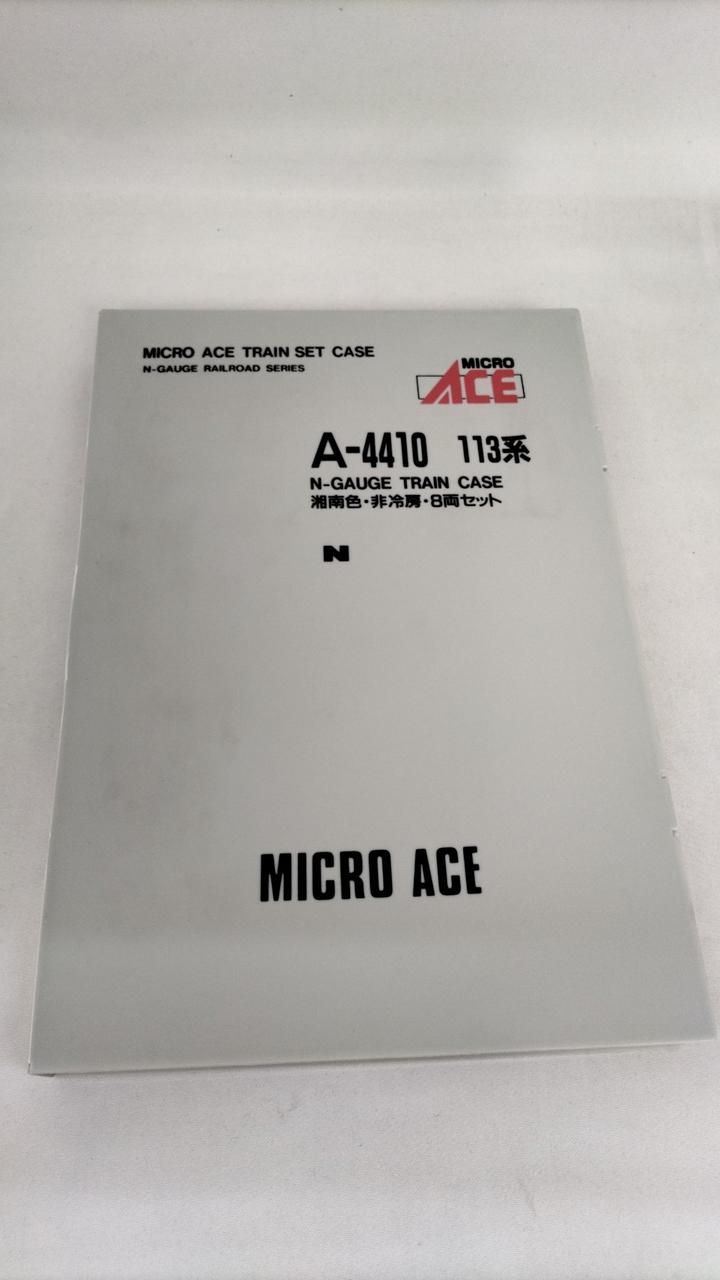 MICRO ACE TRAIN SET CASE
N-GAUGE RAILROAD SERIES
MICRO
ACE
A-4410 113系
N-GAUGE TRAIN CASE
湘南色・非冷房・8両セット
N
MICRO ACE